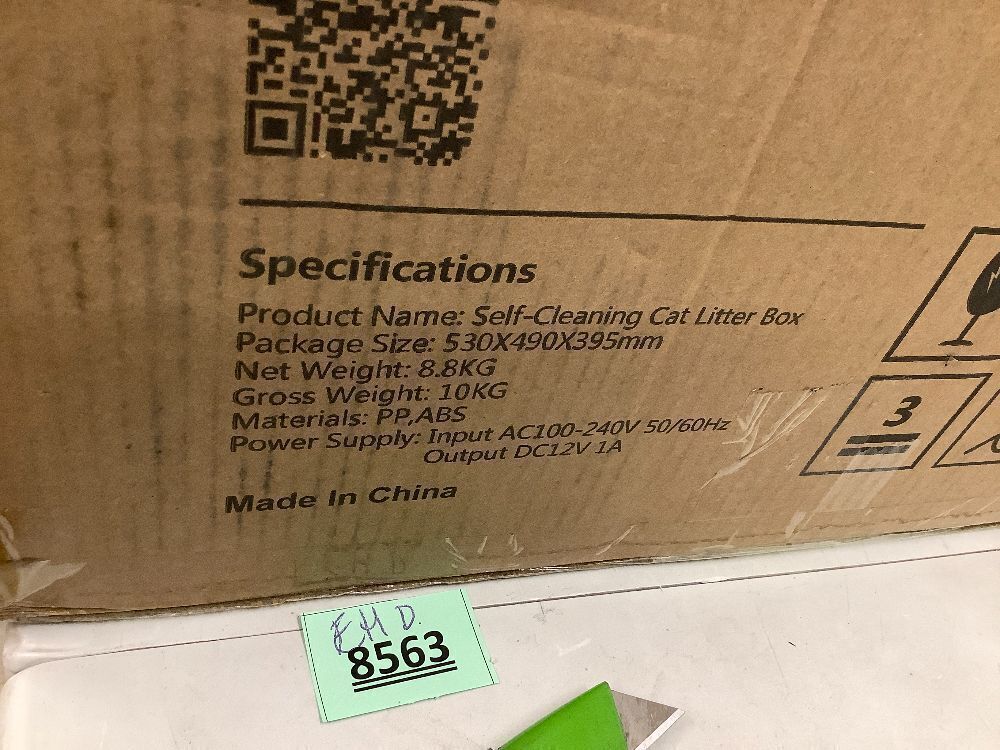 Specifications
Product Name: Self-Cleaning Cat Litter Box
Package Size: 530X490X395mm
Net Weight: 8.8KG
Gross Weight: 10KG
Materials: PP,ABS
Power Supply: Input AC100-240V 50/60Hz
Output DC12V 1A
Made In China
3
EHD.
8563